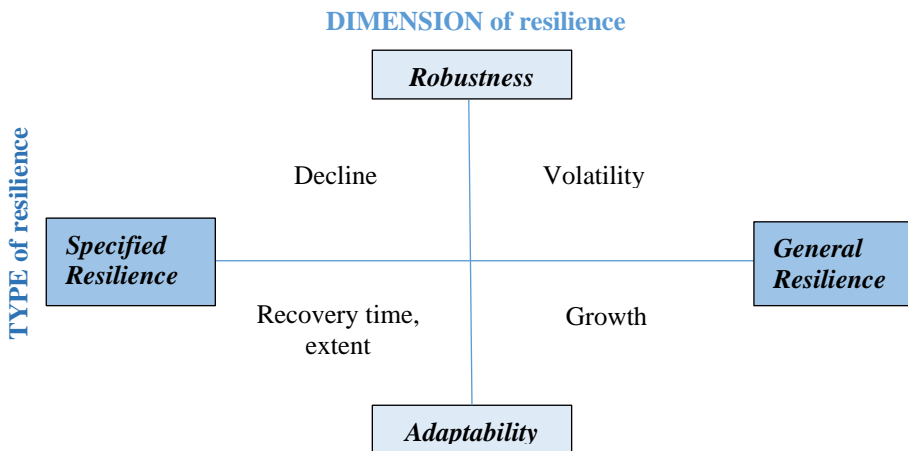 DIMENSION of resilience
Robustness
TYPE of resilience
Decline
Volatility
Specified
Resilience
General
Resilience
Recovery time,
extent
Growth
Adaptability